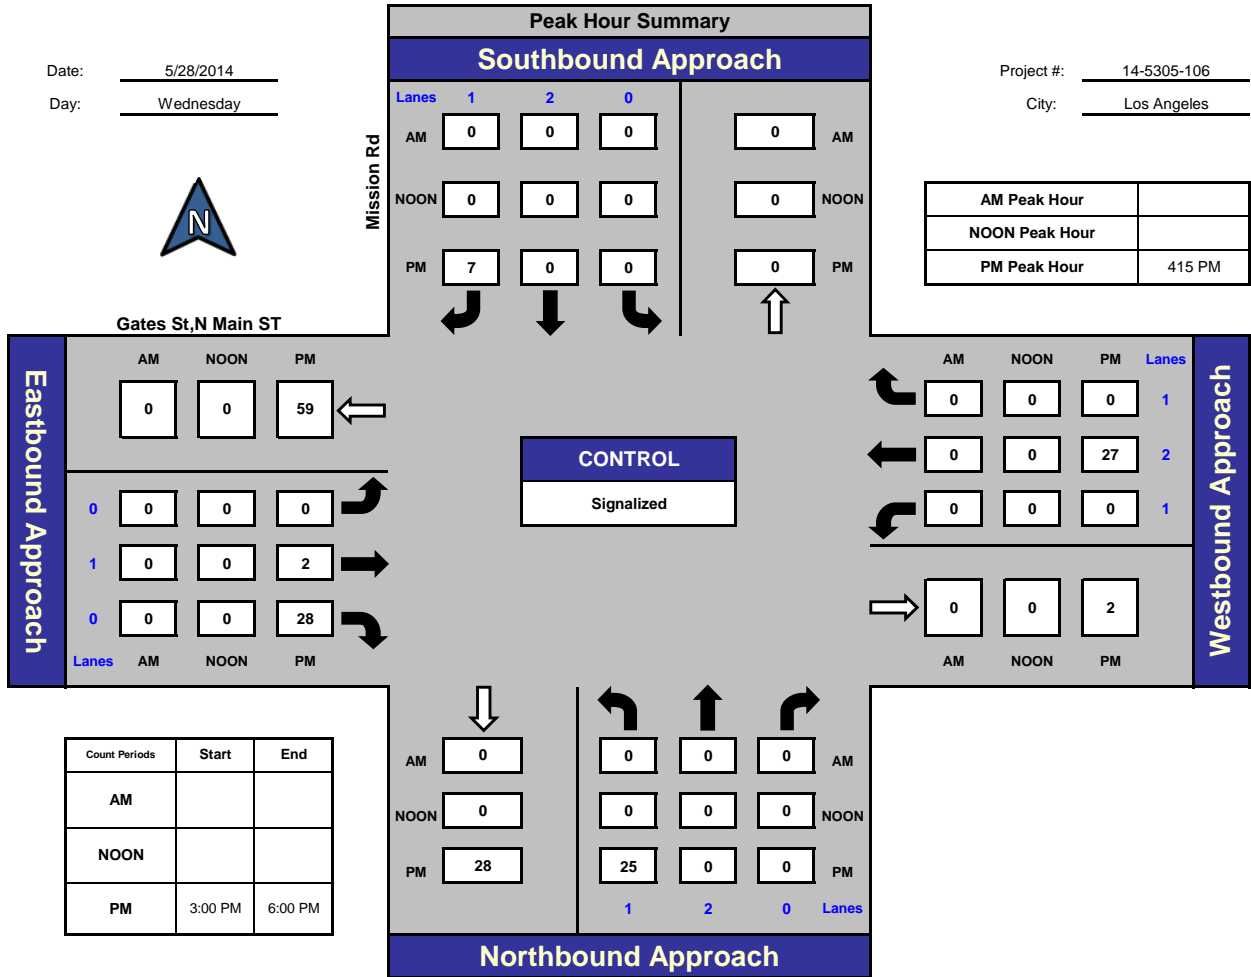 Peak Hour Summary
Southbound Approach
Date: 5/28/2014
Day: Wednesday
Project #: 14-5305-106
City: Los Angeles
N
Mission Rd
Lanes 1 2 0
AM 0 0 0 0 AM
NOON 0 0 0 0 NOON
PM 7 0 0 0 PM
AM Peak Hour
NOON Peak Hour
PM Peak Hour 415 PM
Gates St,N Main ST
Eastbound Approach
AM NOON PM
0 0 59
0 0 0 0
1 0 0 2
0 0 0 28
Lanes AM NOON PM
CONTROL
Signalized
AM NOON PM Lanes
0 0 0 1
0 0 27 2
0 0 0 1
0 0 2
AM NOON PM
Westbound Approach
Count Periods Start End
AM
NOON
PM 3:00 PM 6:00 PM
AM 0 0 0 0 AM
NOON 0 0 0 0 NOON
PM 28 25 0 0 PM
1 2 0 Lanes
Northbound Approach